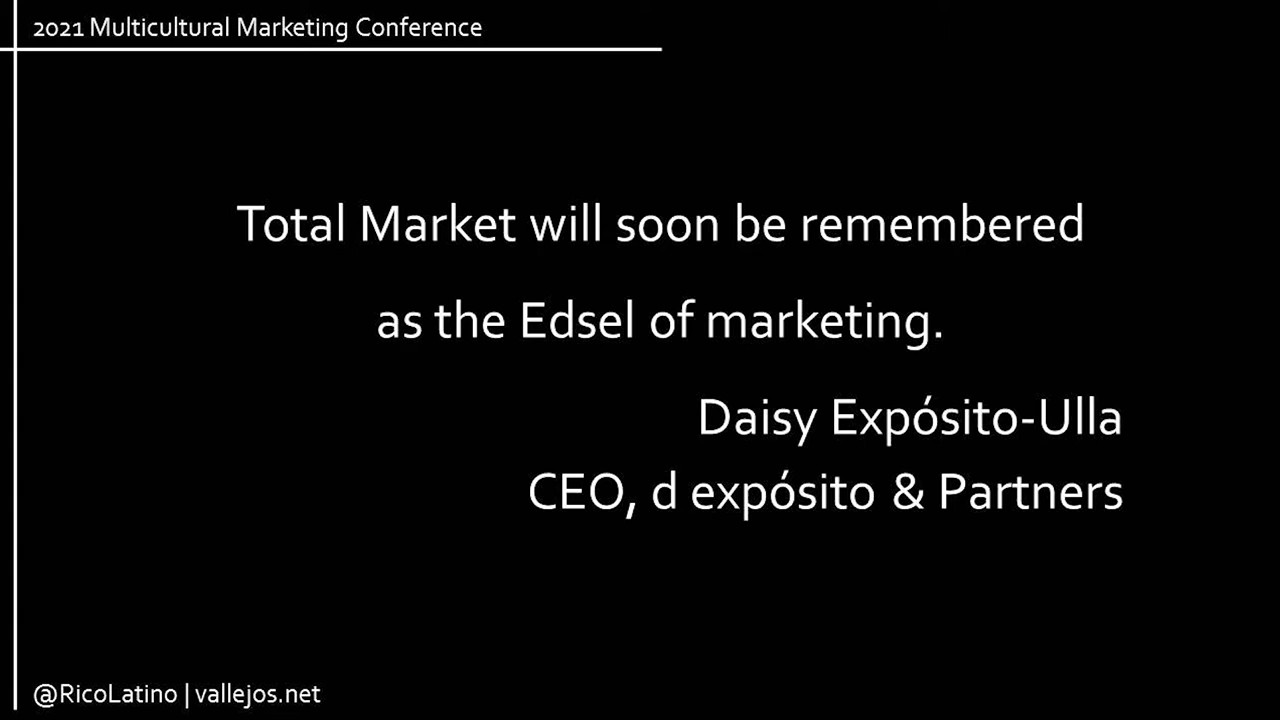 2021 Multicultural Marketing Conference
Total Market will soon be remembered
as the Edsel of marketing.
Daisy Expósito-Ulla
CEO, d expósito & Partners
@RicoLatino | vallejos.net